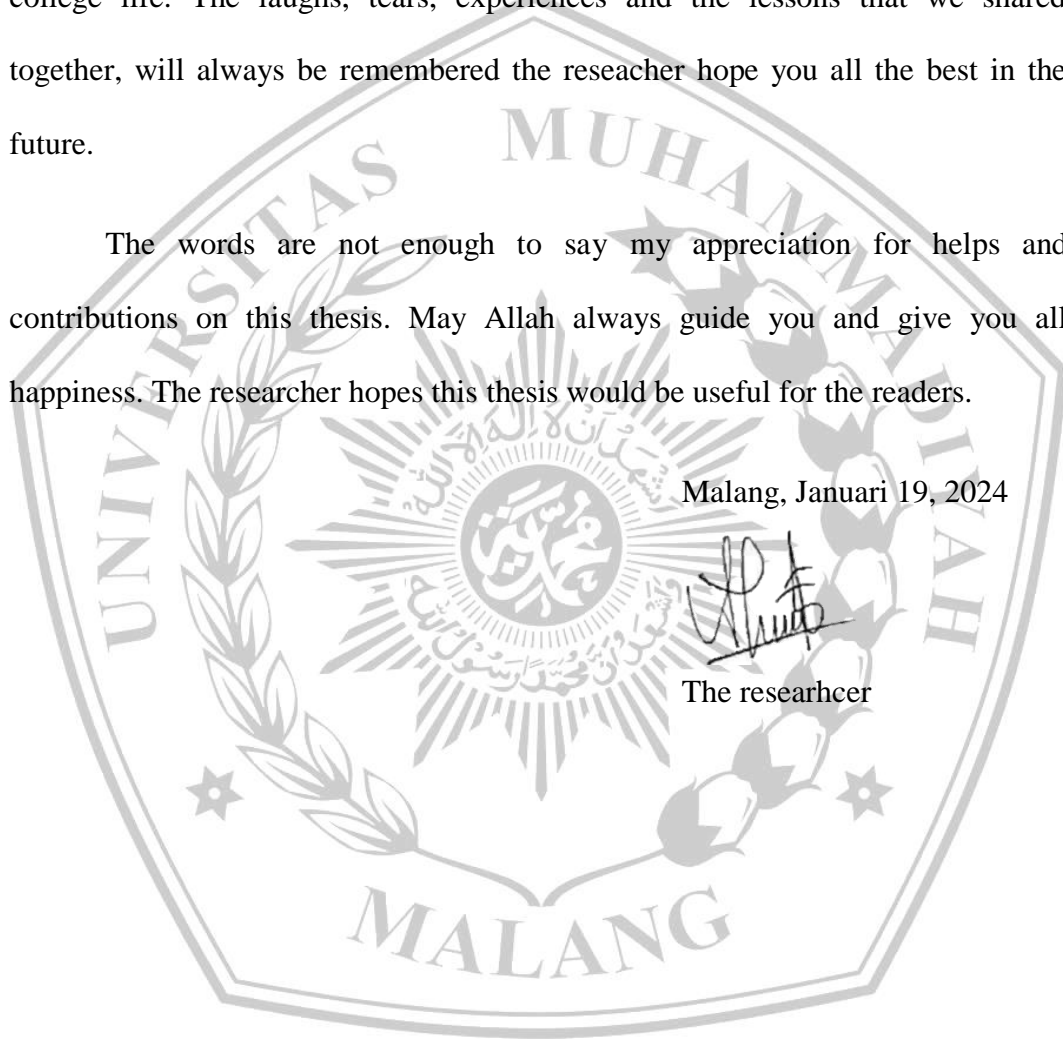 college life. The laughs, tears, experiences and the lessons that we shared
together, will always be remembered the reseacher hope you all the best in the
future.
The words are not enough to say my appreciation for helps and
contributions on this thesis. May Allah always guide you and give you all
happiness. The researcher hopes this thesis would be useful for the readers.
Malang, Januari 19, 2024
The researhcer
UNIVERSITAS MUHAMMADIYAH
MALANG